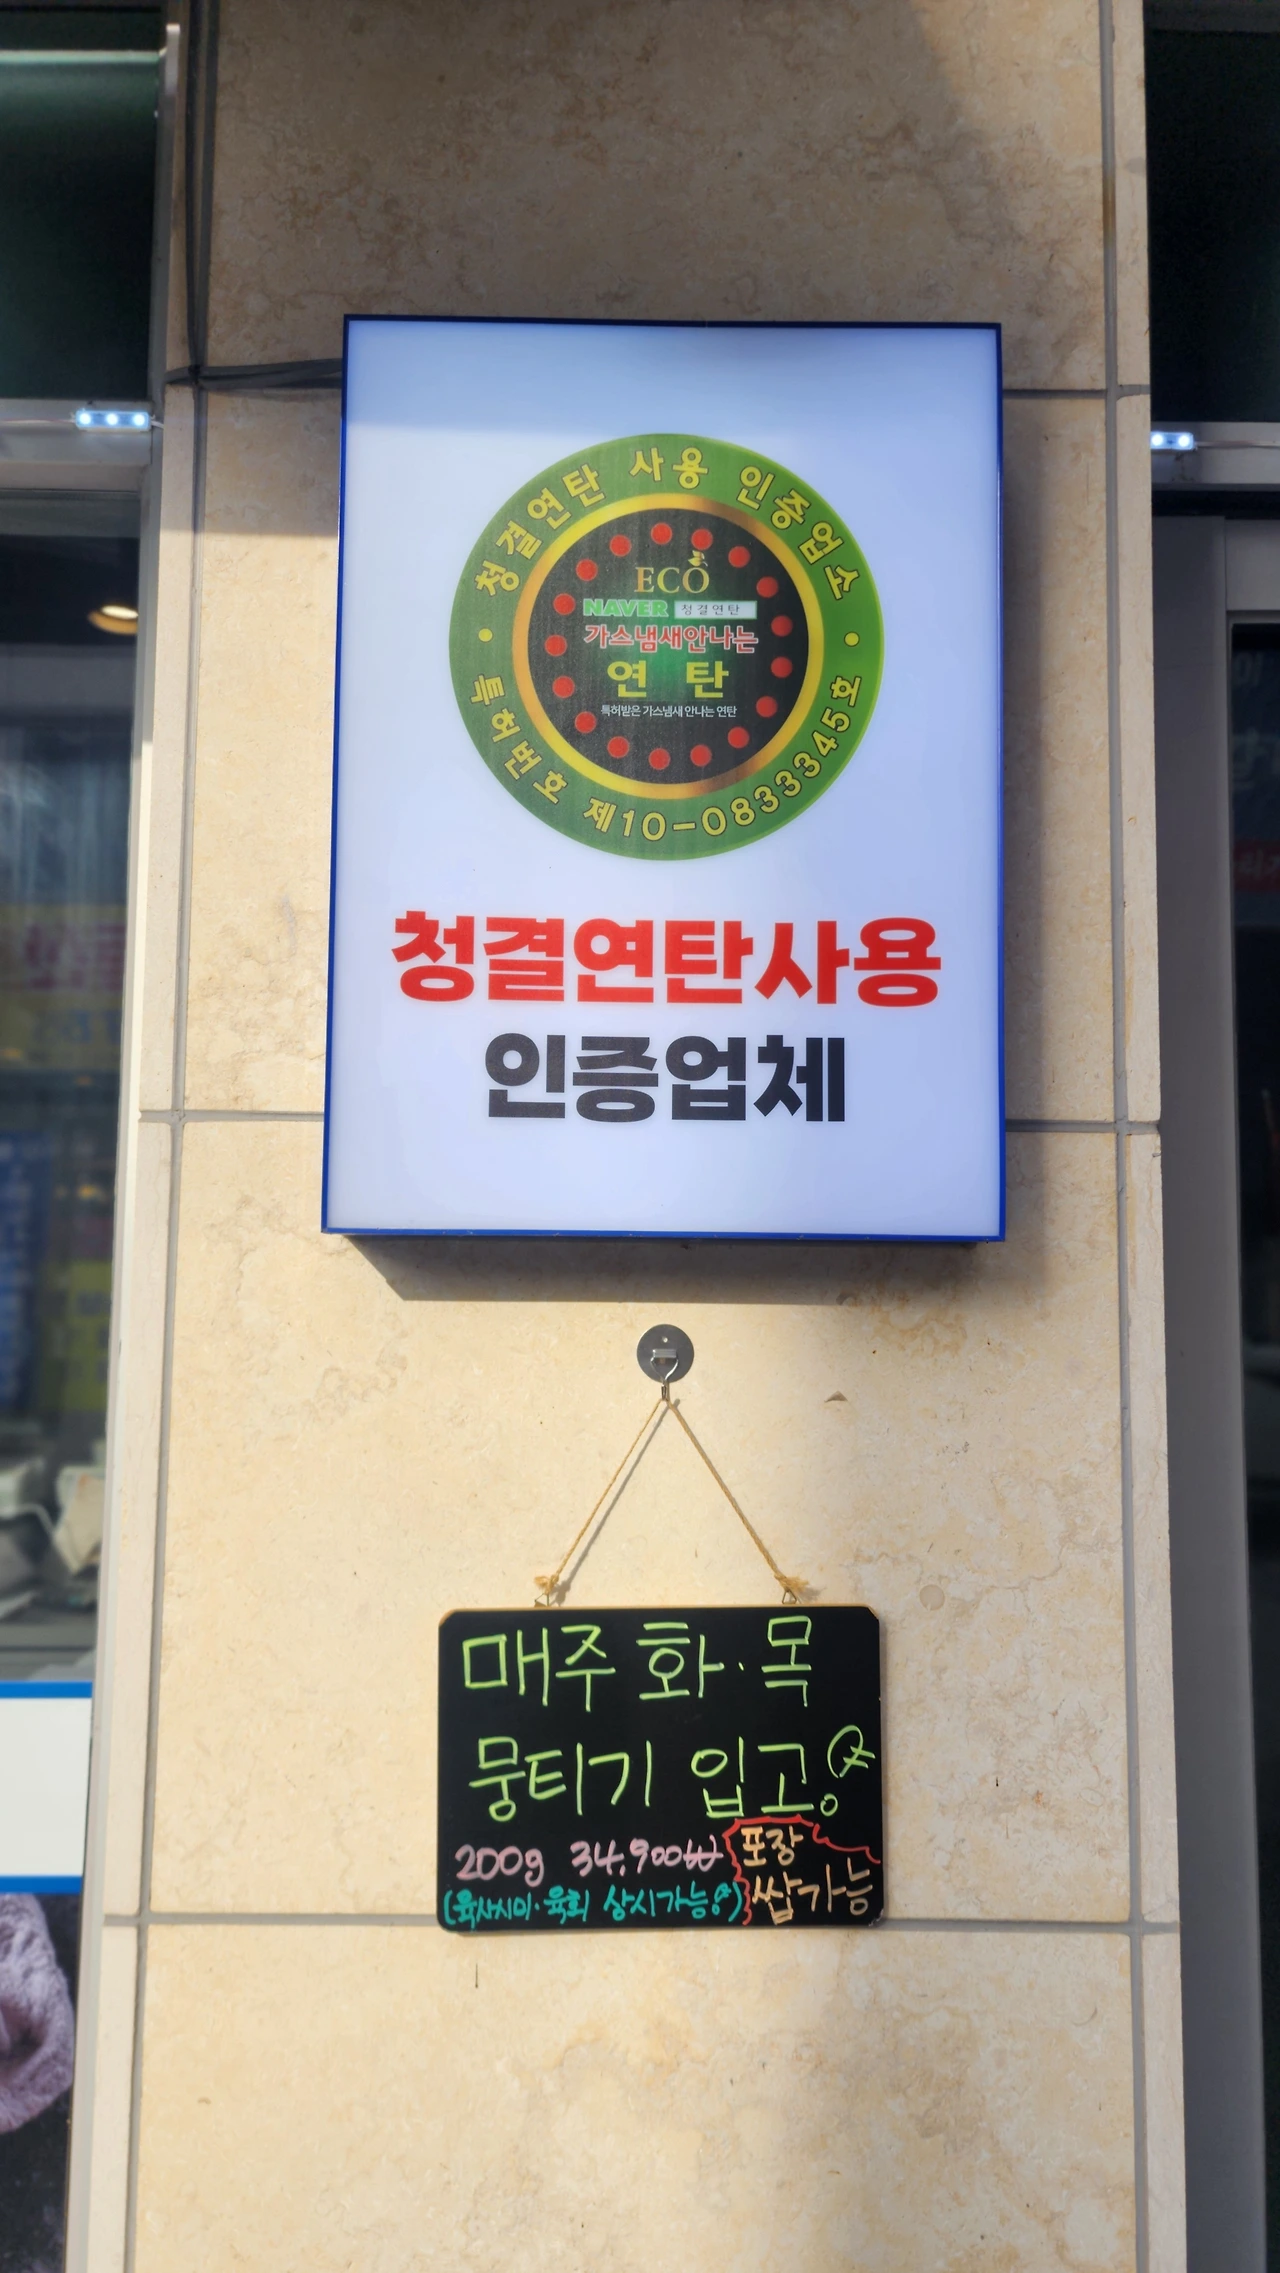 청결연탄 사용 인증업소
ECO
NAVER 청결연탄
가스냄새안나는
연 탄
특허받은 가스냄새 안나는 연탄
특허번호 제10-0833345호
청결연탄사용
인증업체
매주 화·목
뭉티기 입고!
200g 34,900₩
(육사시미·육회 상시가능!)
포장
쌉가능